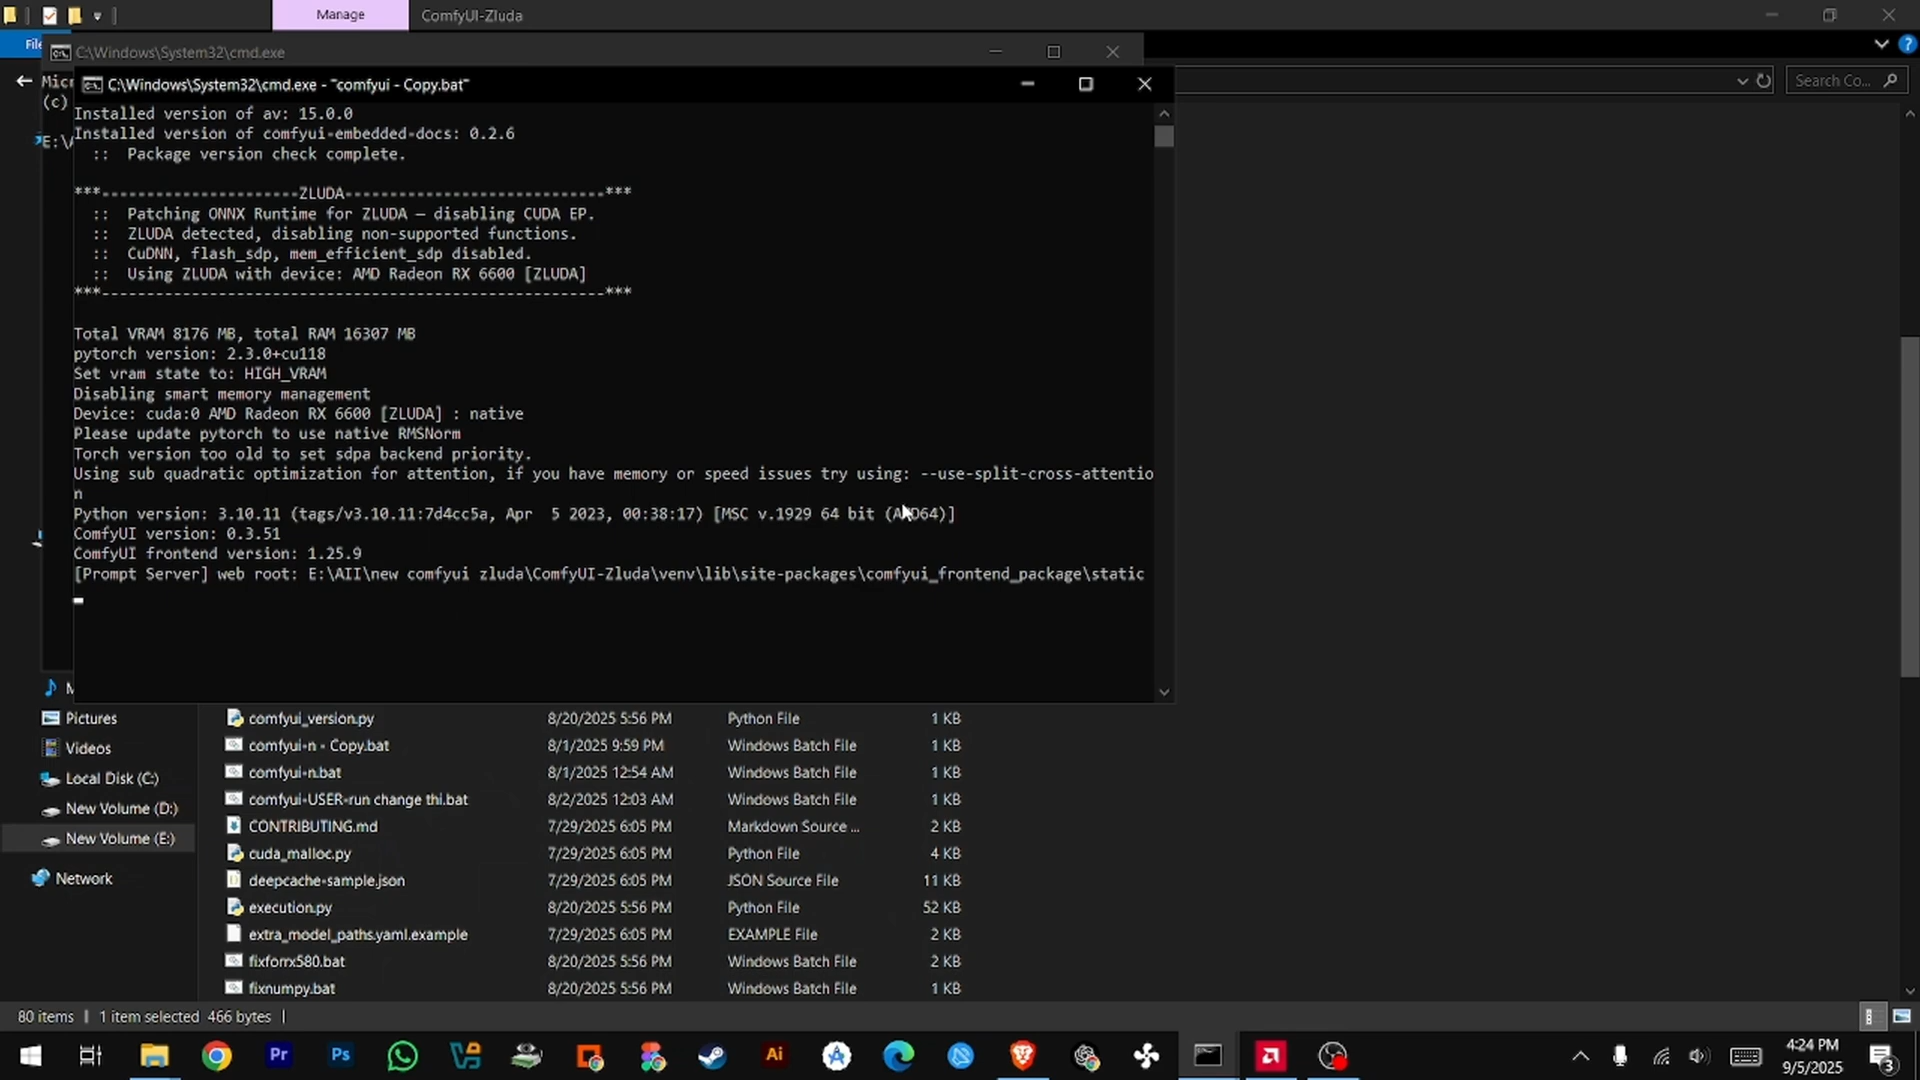 Manage
ComfyUI-Zluda
File
C:\Windows\System32\cmd.exe
Search Co...
C:\Windows\System32\cmd.exe - "comfyui - Copy.bat"
(c)
Installed version of av: 15.0.0
Installed version of comfyui-embedded-docs: 0.2.6
:: Package version check complete.
***----------------------ZLUDA-----------------------------***
:: Patching ONNX Runtime for ZLUDA — disabling CUDA EP.
:: ZLUDA detected, disabling non-supported functions.
:: CuDNN, flash_sdp, mem_efficient_sdp disabled.
:: Using ZLUDA with device: AMD Radeon RX 6600 [ZLUDA]
***--------------------------------------------------------***
Total VRAM 8176 MB, total RAM 16307 MB
pytorch version: 2.3.0+cu118
Set vram state to: HIGH_VRAM
Disabling smart memory management
Device: cuda:0 AMD Radeon RX 6600 [ZLUDA] : native
Please update pytorch to use native RMSNorm
Torch version too old to set sdpa backend priority.
Using sub quadratic optimization for attention, if you have memory or speed issues try using: --use-split-cross-attentio
n
Python version: 3.10.11 (tags/v3.10.11:7d4cc5a, Apr  5 2023, 00:38:17) [MSC v.1929 64 bit (AMD64)]
ComfyUI version: 0.3.51
ComfyUI frontend version: 1.25.9
[Prompt Server] web root: E:\AII\new comfyui zluda\ComfyUI-Zluda\venv\lib\site-packages\comfyui_frontend_package\static
Pictures
Videos
Local Disk (C:)
New Volume (D:)
New Volume (E:)
Network
comfyui_version.py 8/20/2025 5:56 PM Python File 1 KB
comfyui-n - Copy.bat 8/1/2025 9:59 PM Windows Batch File 1 KB
comfyui-n.bat 8/1/2025 12:54 AM Windows Batch File 1 KB
comfyui-USER-run change thi.bat 8/2/2025 12:03 AM Windows Batch File 1 KB
CONTRIBUTING.md 7/29/2025 6:05 PM Markdown Source ... 2 KB
cuda_malloc.py 7/29/2025 6:05 PM Python File 4 KB
deepcache-sample.json 7/29/2025 6:05 PM JSON Source File 11 KB
execution.py 8/20/2025 5:56 PM Python File 52 KB
extra_model_paths.yaml.example 7/29/2025 6:05 PM EXAMPLE File 2 KB
fixforrx580.bat 8/20/2025 5:56 PM Windows Batch File 2 KB
fixnumpy.bat 8/20/2025 5:56 PM Windows Batch File 1 KB
80 items 1 item selected 466 bytes
Pr
Ps
Ai
4:24 PM
9/5/2025
3